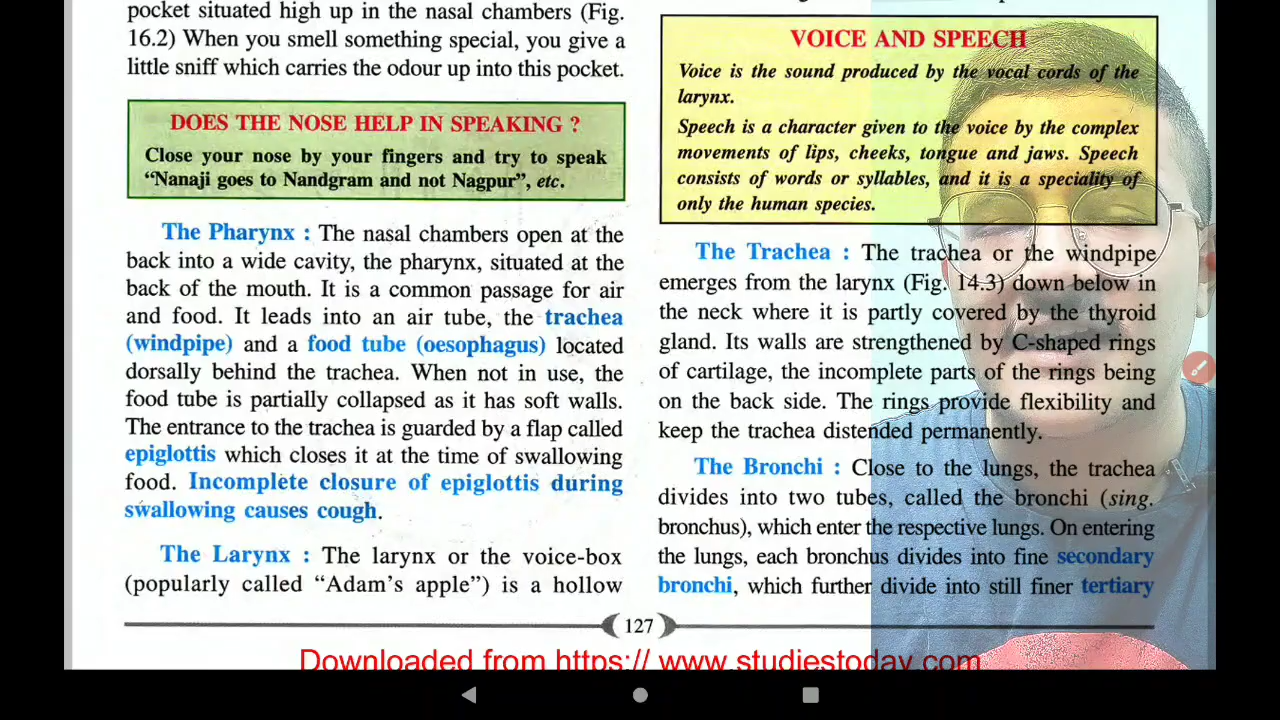 pocket situated high up in the nasal chambers (Fig.
16.2) When you smell something special, you give a
little sniff which carries the odour up into this pocket.
DOES THE NOSE HELP IN SPEAKING ?
Close your nose by your fingers and try to speak
“Nanaji goes to Nandgram and not Nagpur”, etc.
The Pharynx : The nasal chambers open at the
back into a wide cavity, the pharynx, situated at the
back of the mouth. It is a common passage for air
and food. It leads into an air tube, the trachea
(windpipe) and a food tube (oesophagus) located
dorsally behind the trachea. When not in use, the
food tube is partially collapsed as it has soft walls.
The entrance to the trachea is guarded by a flap called
epiglottis which closes it at the time of swallowing
food. Incomplete closure of epiglottis during
swallowing causes cough.
The Larynx : The larynx or the voice-box
(popularly called “Adam’s apple”) is a hollow
VOICE AND SPEECH
Voice is the sound produced by the vocal cords of the
larynx.
Speech is a character given to the voice by the complex
movements of lips, cheeks, tongue and jaws. Speech
consists of words or syllables, and it is a speciality of
only the human species.
The Trachea : The trachea or the windpipe
emerges from the larynx (Fig. 14.3) down below in
the neck where it is partly covered by the thyroid
gland. Its walls are strengthened by C-shaped rings
of cartilage, the incomplete parts of the rings being
on the back side. The rings provide flexibility and
keep the trachea distended permanently.
The Bronchi : Close to the lungs, the trachea
divides into two tubes, called the bronchi (sing.
bronchus), which enter the respective lungs. On entering
the lungs, each bronchus divides into fine secondary
bronchi, which further divide into still finer tertiary
127
Downloaded from https:// www.studiestoday.com